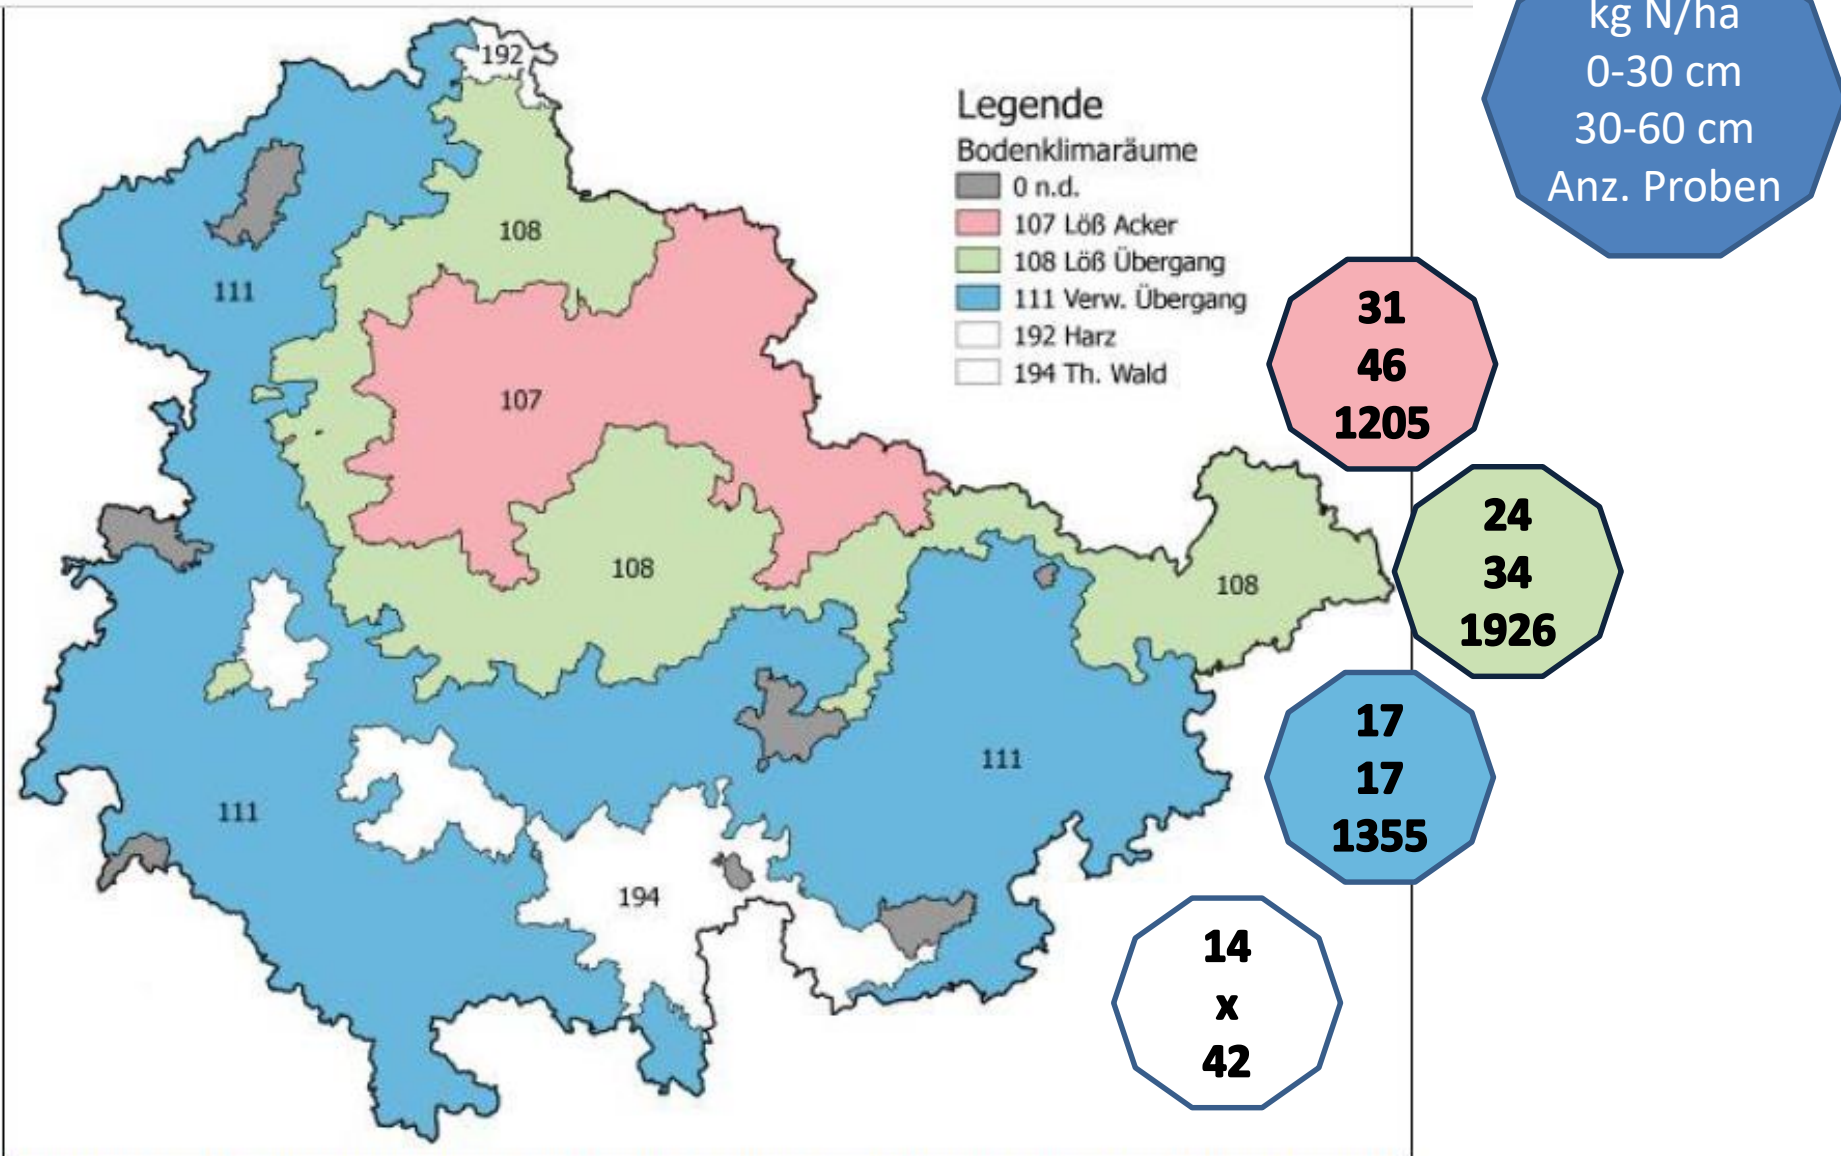 kg N/ha
0-30 cm
30-60 cm
Anz. Proben
Legende
Bodenklimaräume
0 n.d.
107 Löß Acker
108 Löß Übergang
111 Verw. Übergang
192 Harz
194 Th. Wald
192
108
111
107
108
108
111
111
194
31
46
1205
24
34
1926
17
17
1355
14
x
42